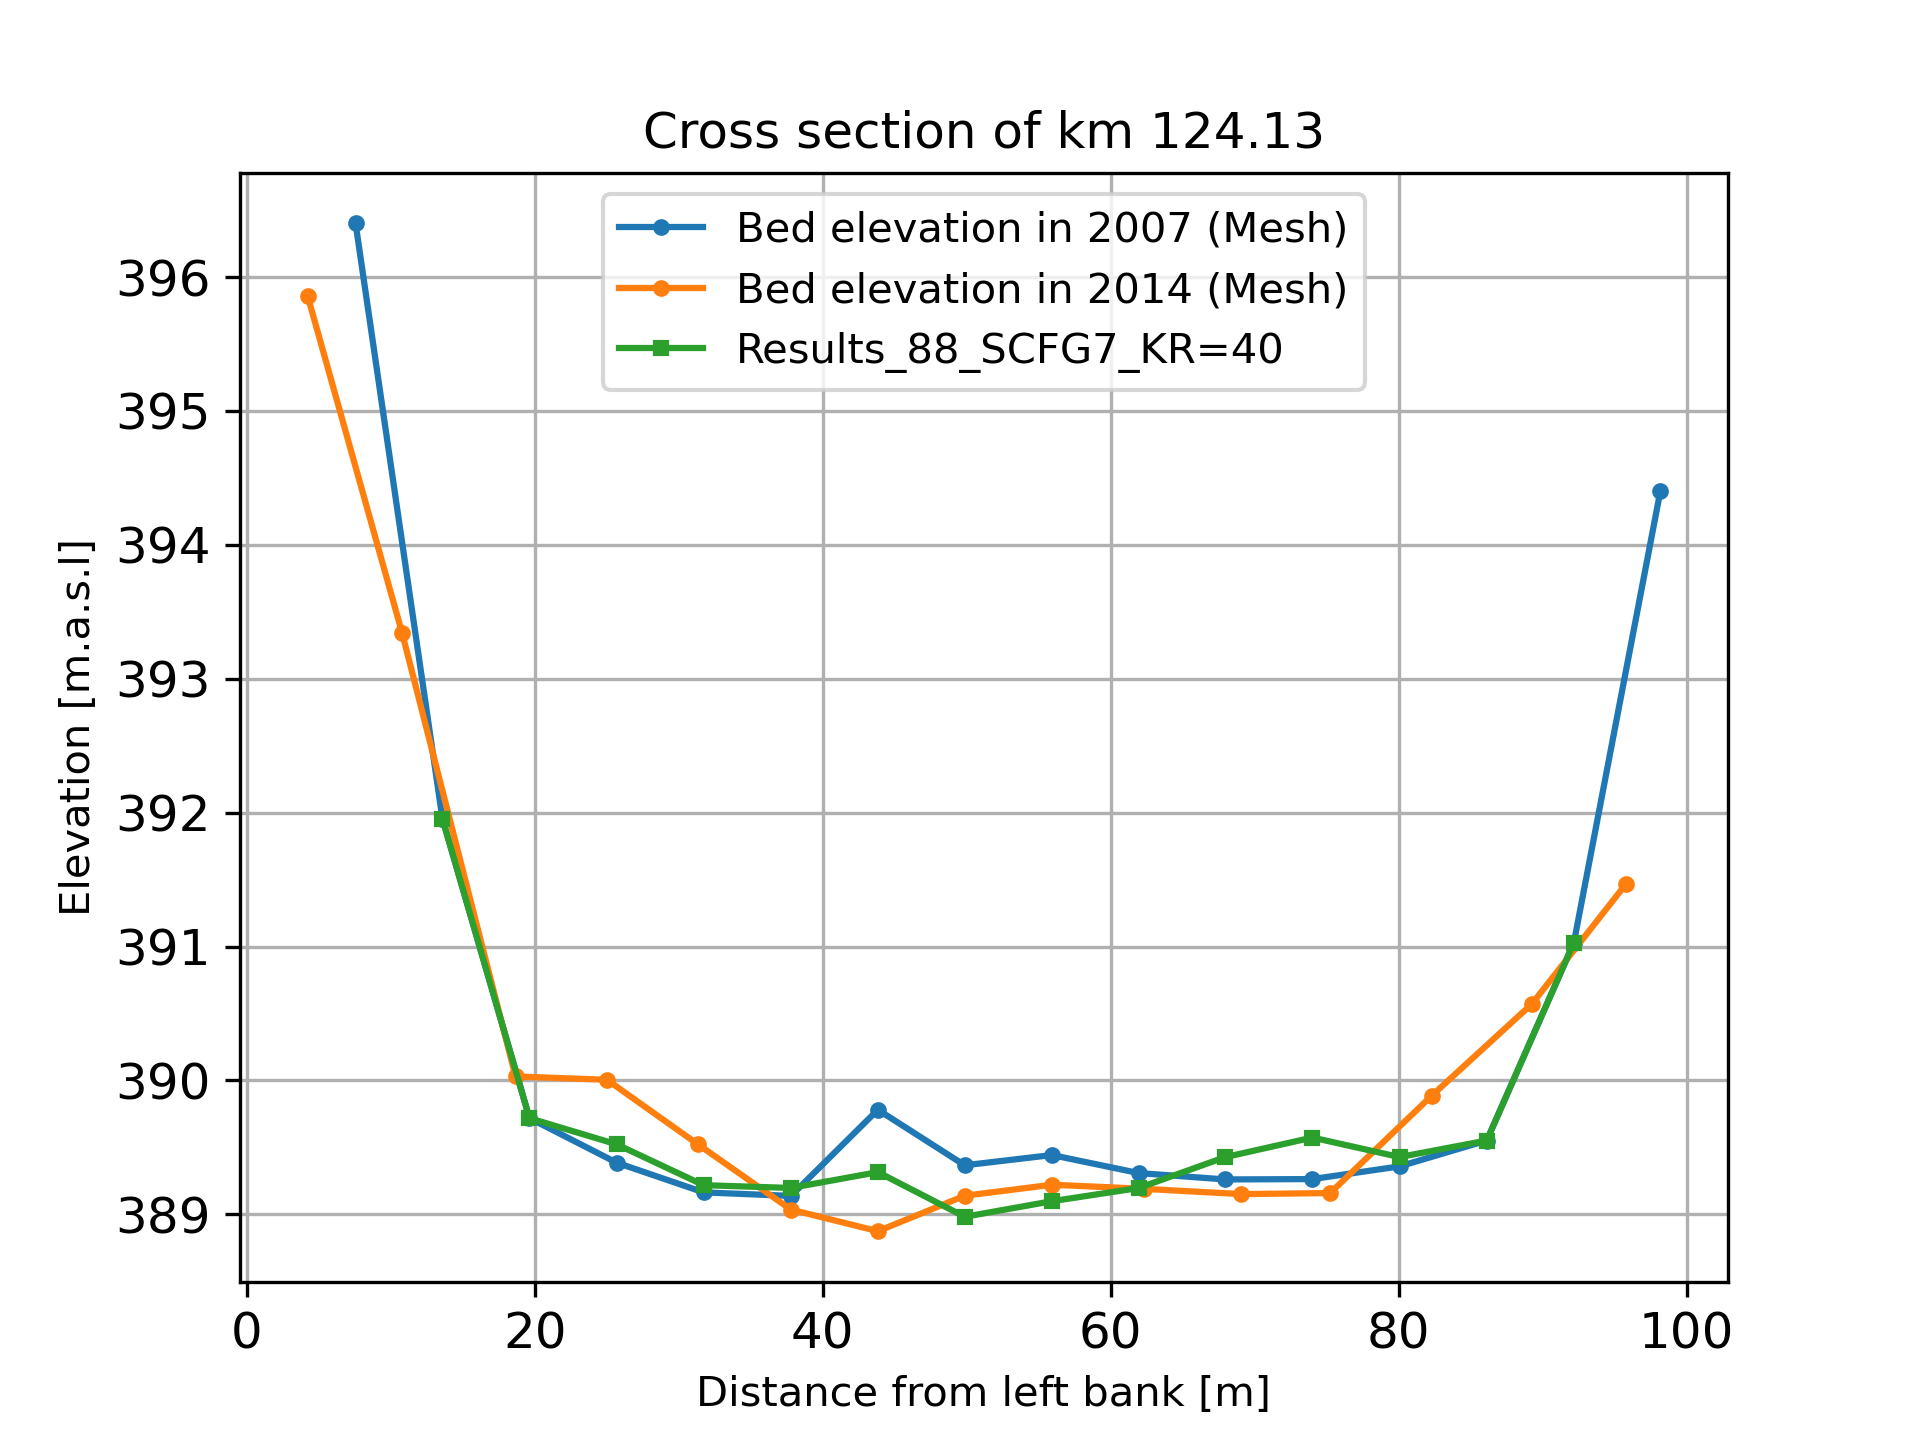 Cross section of km 124.13
Bed elevation in 2007 (Mesh)
Bed elevation in 2014 (Mesh)
Results_88_SCFG7_KR=40
396
395
394
393
392
391
390
389
Elevation [m.a.s.l]
0 20 40 60 80 100
Distance from left bank [m]